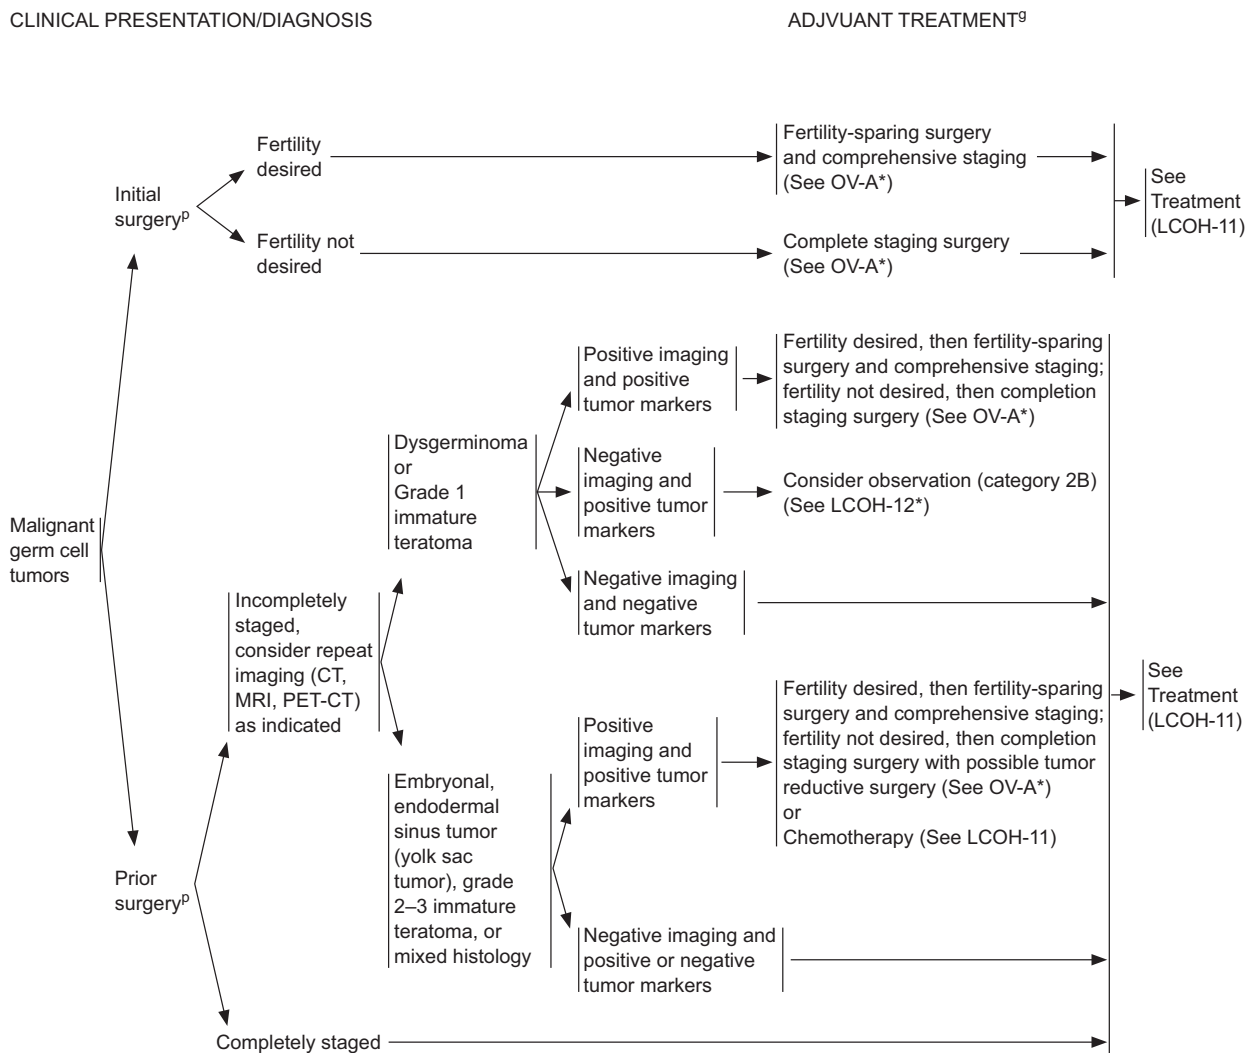 CLINICAL PRESENTATION/DIAGNOSIS
ADJVUANT TREATMENTg
Fertility
desired
Fertility-sparing surgery
and comprehensive staging
(See OV-A*)
See
Treatment
(LCOH-11)
Initial
surgeryp
Fertility not
desired
Complete staging surgery
(See OV-A*)
Malignant
germ cell
tumors
Prior
surgeryp
Incompletely
staged,
consider repeat
imaging (CT,
MRI, PET-CT)
as indicated
Dysgerminoma
or
Grade 1
immature
teratoma
Positive imaging
and positive
tumor markers
Fertility desired, then fertility-sparing
surgery and comprehensive staging;
fertility not desired, then completion
staging surgery (See OV-A*)
Negative
imaging and
positive tumor
markers
Consider observation (category 2B)
(See LCOH-12*)
Negative imaging
and negative
tumor markers
Embryonal,
endodermal
sinus tumor
(yolk sac
tumor), grade
2–3 immature
teratoma, or
mixed histology
Positive
imaging and
positive tumor
markers
Fertility desired, then fertility-sparing
surgery and comprehensive staging;
fertility not desired, then completion
staging surgery with possible tumor
reductive surgery (See OV-A*)
or
Chemotherapy (See LCOH-11)
Negative imaging and
positive or negative
tumor markers
Completely staged
See
Treatment
(LCOH-11)